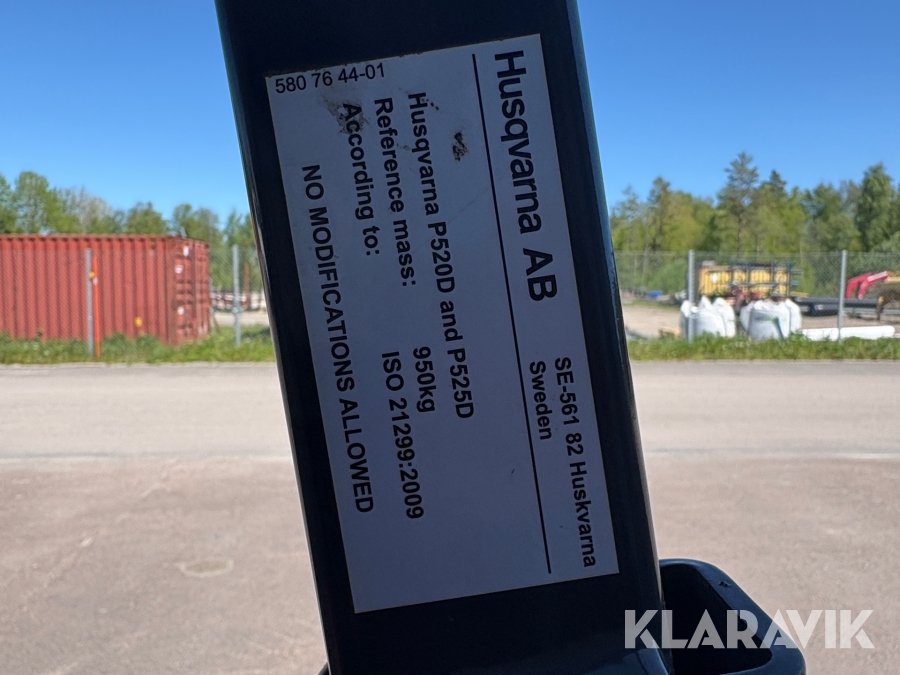 Husqvarna AB
SE-561 82 Huskvarna
Sweden
Husqvarna P520D and P525D
Reference mass: 950kg
According to: ISO 21299:2009
NO MODIFICATIONS ALLOWED
580 76 44-01
KLARAVIK